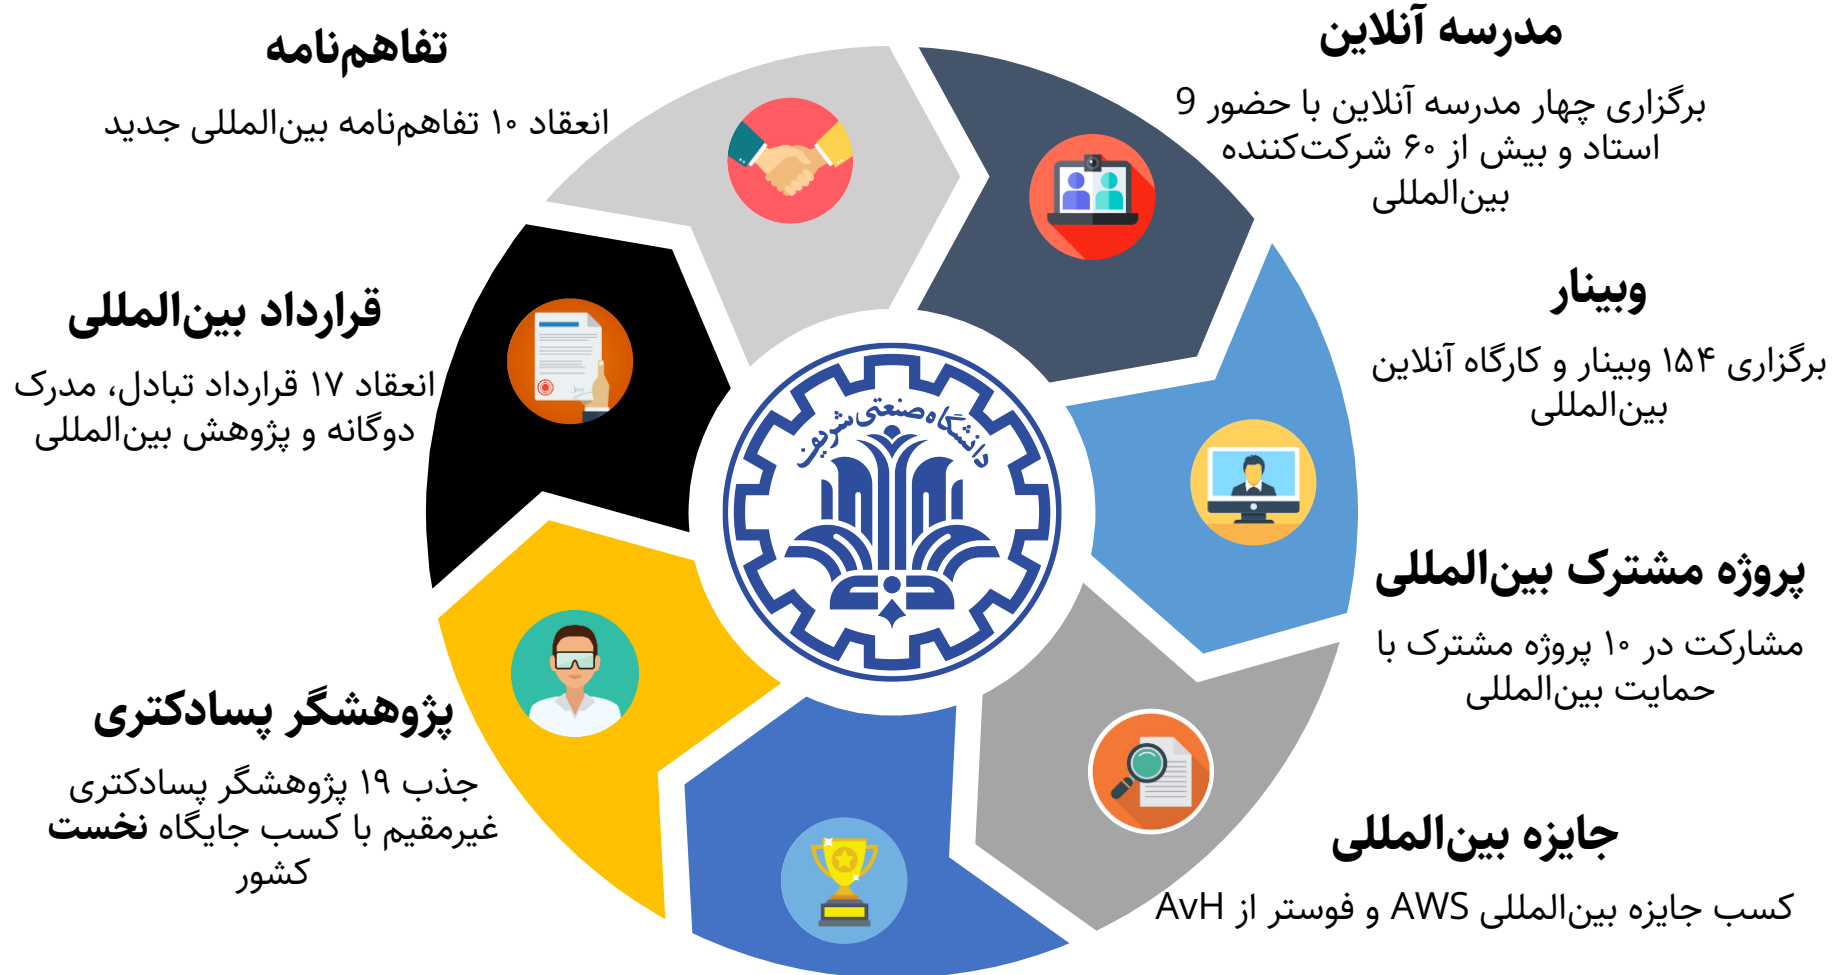 مدرسه آنلاین
برگزاری چهار مدرسه آنلاین با حضور 9
استاد و بیش از ۶۰ شرکت‌کننده
بین‌المللی
وبینار
برگزاری ۱۵۴ وبینار و کارگاه آنلاین
بین‌المللی
پروژه مشترک بین‌المللی
مشارکت در ۱۰ پروژه مشترک با
حمایت بین‌المللی
جایزه بین‌المللی
کسب جایزه بین‌المللی AWS و فوستر از AvH
تفاهم‌نامه
انعقاد ۱۰ تفاهم‌نامه بین‌المللی جدید
قرارداد بین‌المللی
انعقاد ۱۷ قرارداد تبادل، مدرک
دوگانه و پژوهش بین‌المللی
پژوهشگر پسادکتری
جذب ۱۹ پژوهشگر پسادکتری
غیرمقیم با کسب جایگاه نخست
کشور
دانشگاه صنعتی شریف